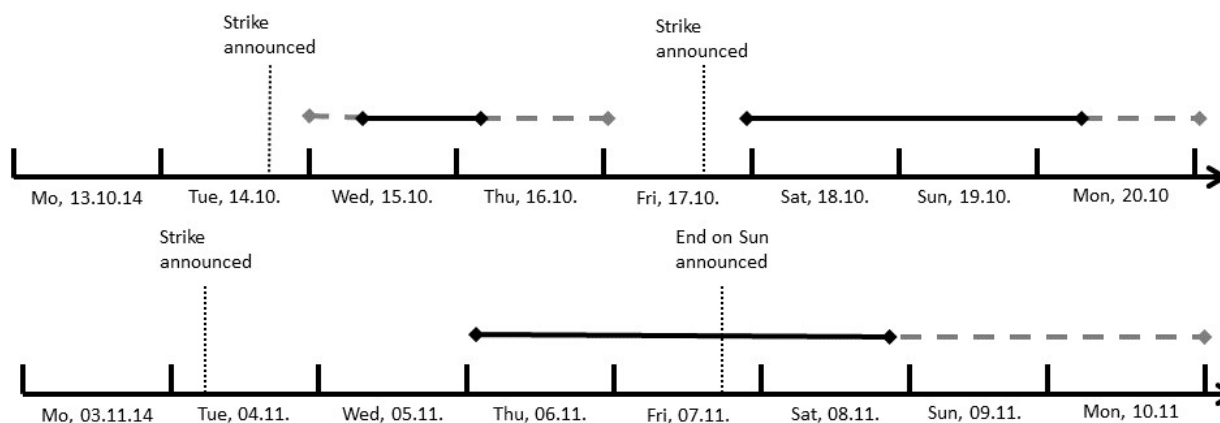 Strike
announced
Strike
announced
Mo, 13.10.14 Tue, 14.10. Wed, 15.10. Thu, 16.10. Fri, 17.10. Sat, 18.10. Sun, 19.10. Mon, 20.10
Strike
announced
End on Sun
announced
Mo, 03.11.14 Tue, 04.11. Wed, 05.11. Thu, 06.11. Fri, 07.11. Sat, 08.11. Sun, 09.11. Mon, 10.11